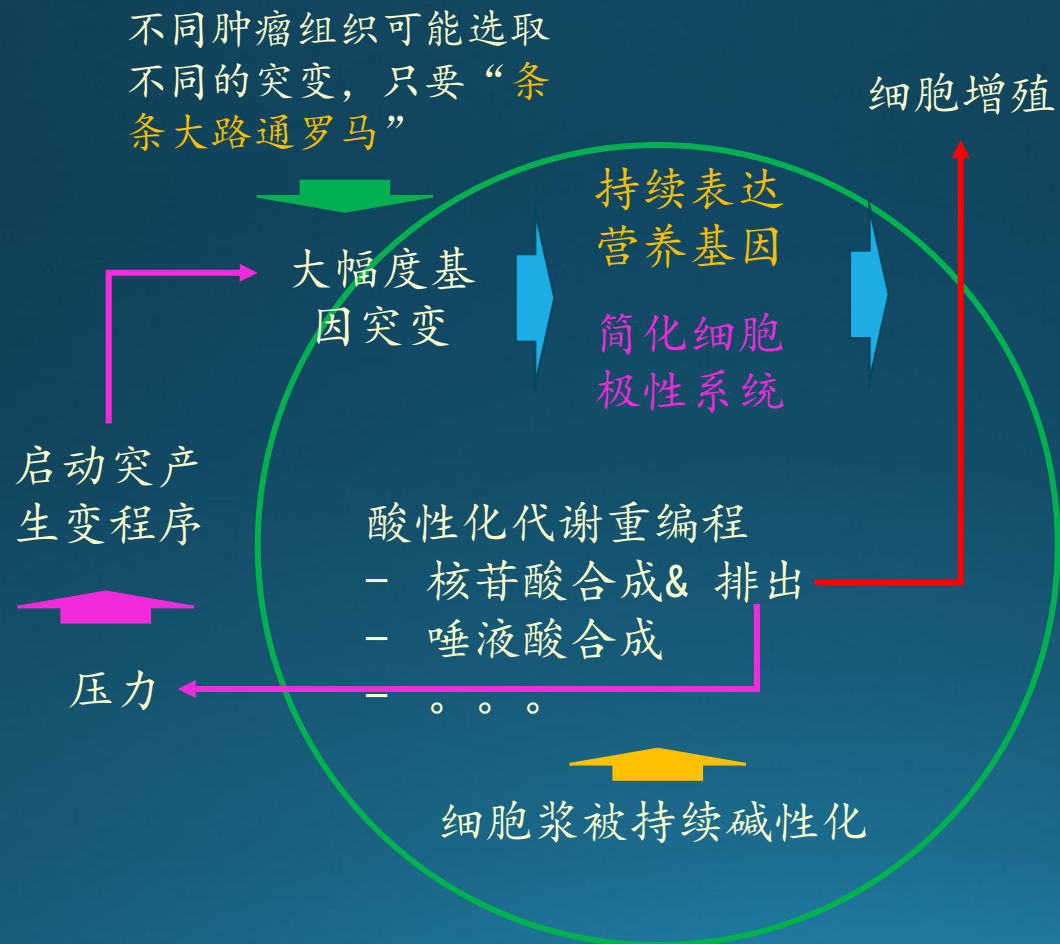 不同肿瘤组织可能选取
不同的突变，只要“条
条大路通罗马”
细胞增殖
持续表达
营养基因
大幅度基
因突变
简化细胞
极性系统
启动突产
生变程序
酸性化代谢重编程
- 核苷酸合成& 排出
- 唾液酸合成
- 。。。
压力
细胞浆被持续碱性化